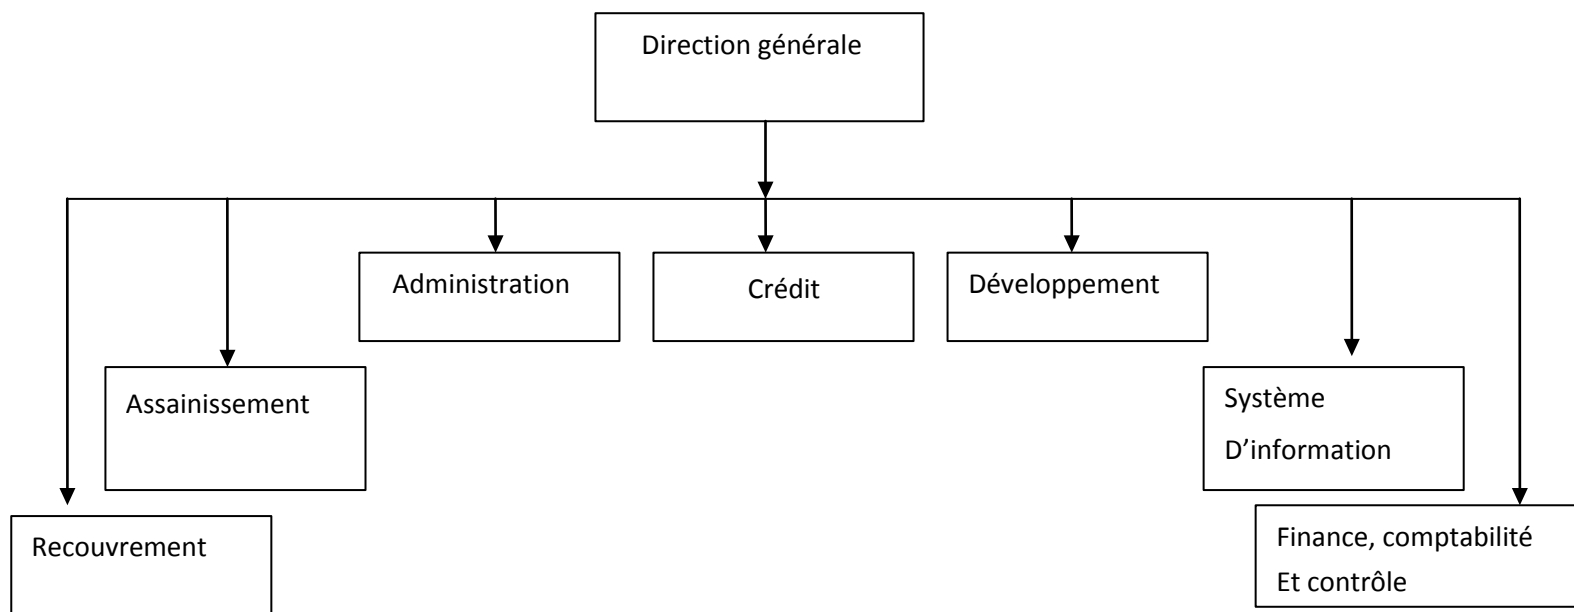 Direction générale
Administration
Crédit
Développement
Assainissement
Système
D’information
Recouvrement
Finance, comptabilité
Et contrôle